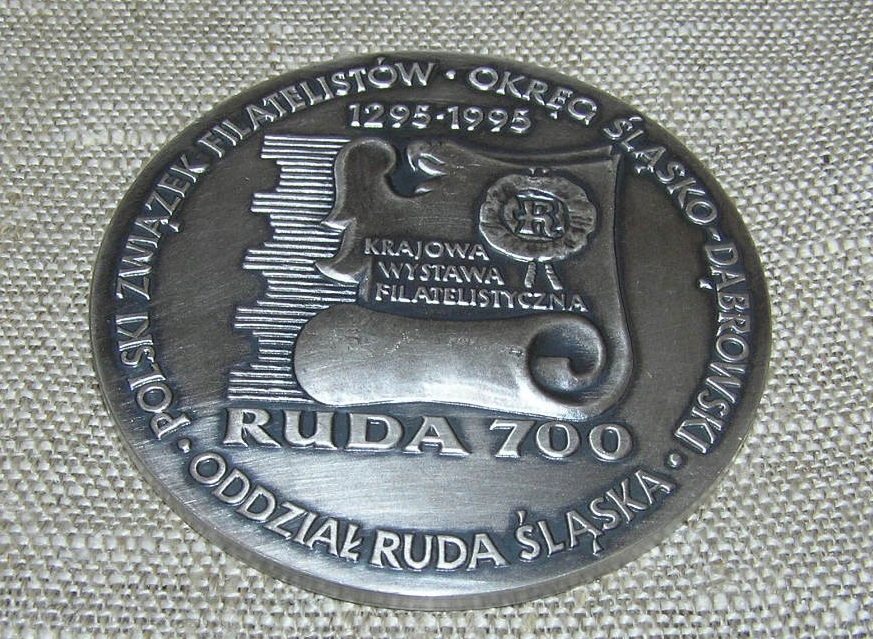 POLSKI ZWIĄZEK FILATELISTÓW · OKRĘG ŚLĄSKO-DĄBROWSKI ·
1295-1995
R
KRAJOWA
WYSTAWA
FILATELISTYCZNA
RUDA 700
· ODDZIAŁ RUDA ŚLĄSKA ·